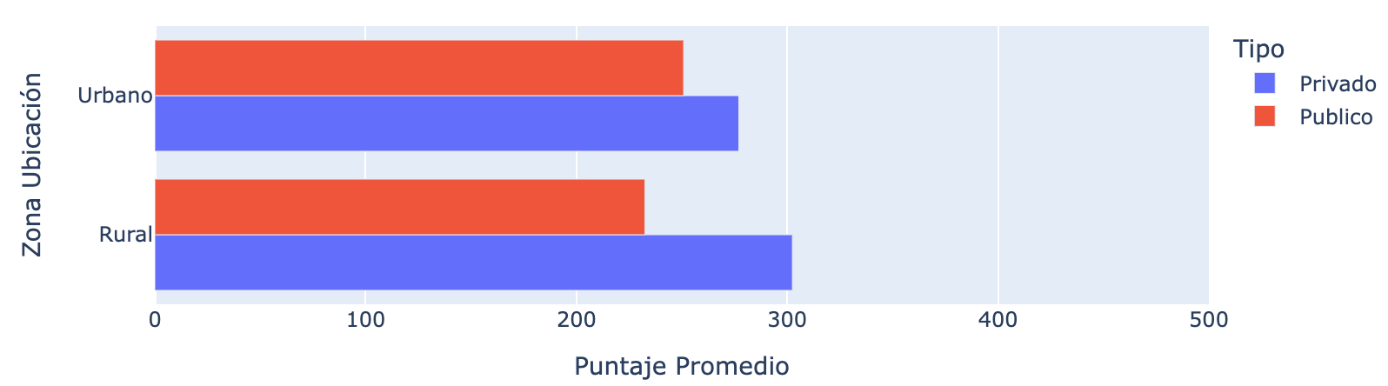 Zona Ubicación
Urbano
Rural
0 100 200 300 400 500
Puntaje Promedio
Tipo
Privado
Publico